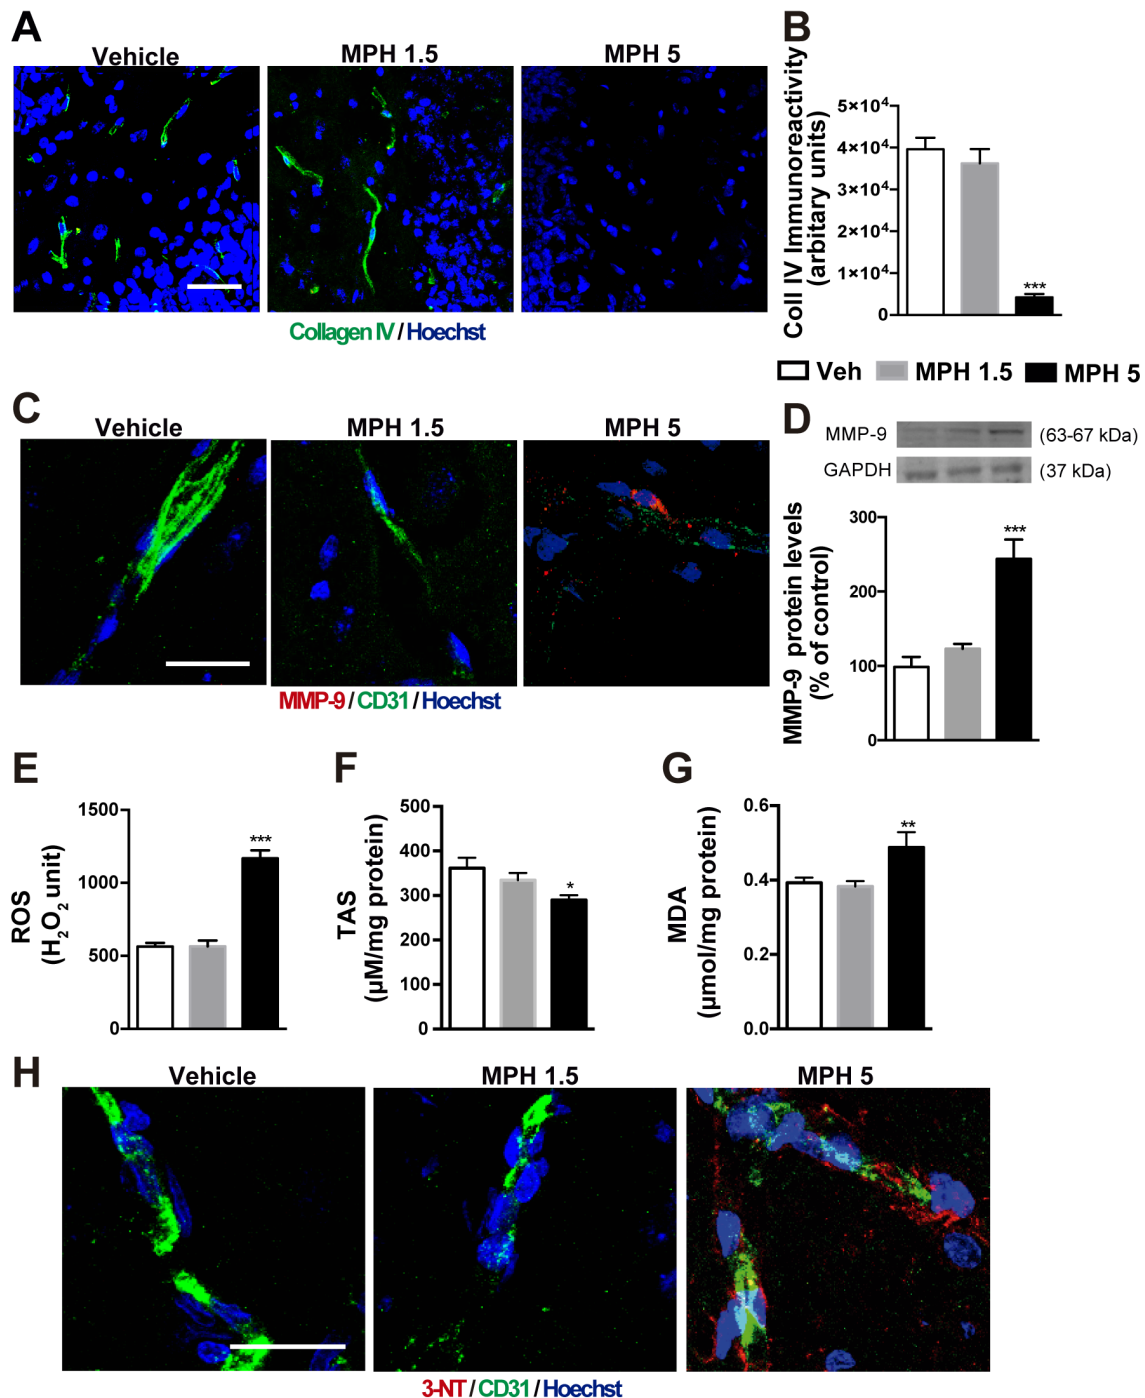 A
Vehicle
MPH 1.5
MPH 5
Collagen IV / Hoechst
B
Coll IV Immunoreactivity
(arbitary units)
5×10⁴
4×10⁴
3×10⁴
2×10⁴
1×10⁴
0
***
Veh
MPH 1.5
MPH 5
C
Vehicle
MPH 1.5
MPH 5
MMP-9 / CD31 / Hoechst
D
MMP-9
(63-67 kDa)
GAPDH
(37 kDa)
MMP-9 protein levels
(% of control)
300
200
100
0
***
E
ROS
(H₂O₂ unit)
1500
1000
500
0
***
F
TAS
(µM/mg protein)
500
400
300
200
100
0
*
G
MDA
(µmol/mg protein)
0.6
0.4
0.2
0.0
**
H
Vehicle
MPH 1.5
MPH 5
3-NT / CD31 / Hoechst